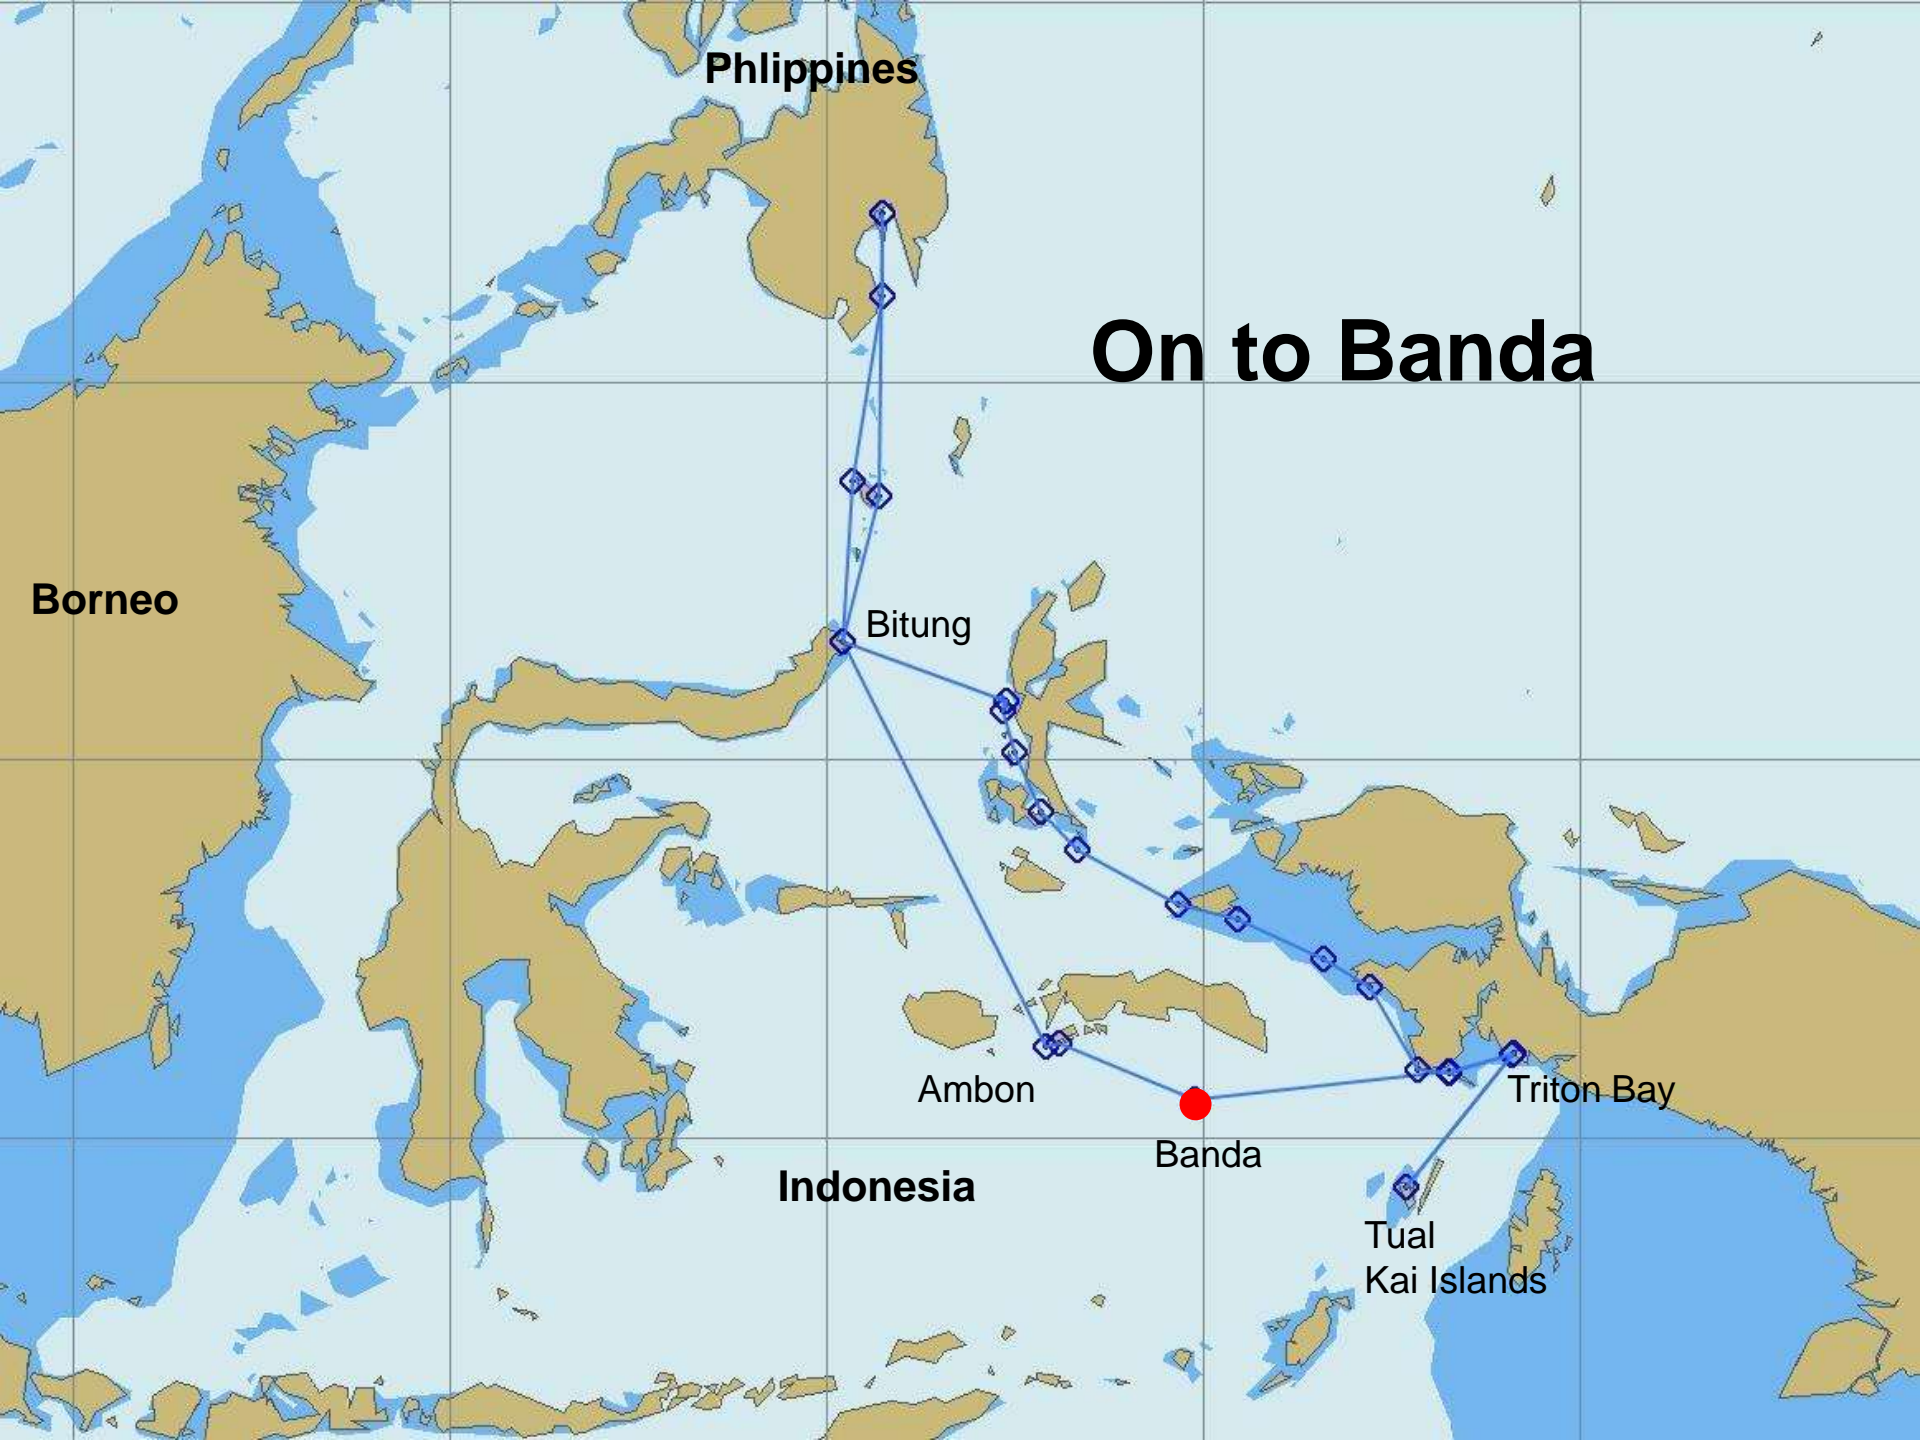 Phlippines
On to Banda
Borneo
Bitung
Ambon
Triton Bay
Banda
Indonesia
Tual
Kai Islands